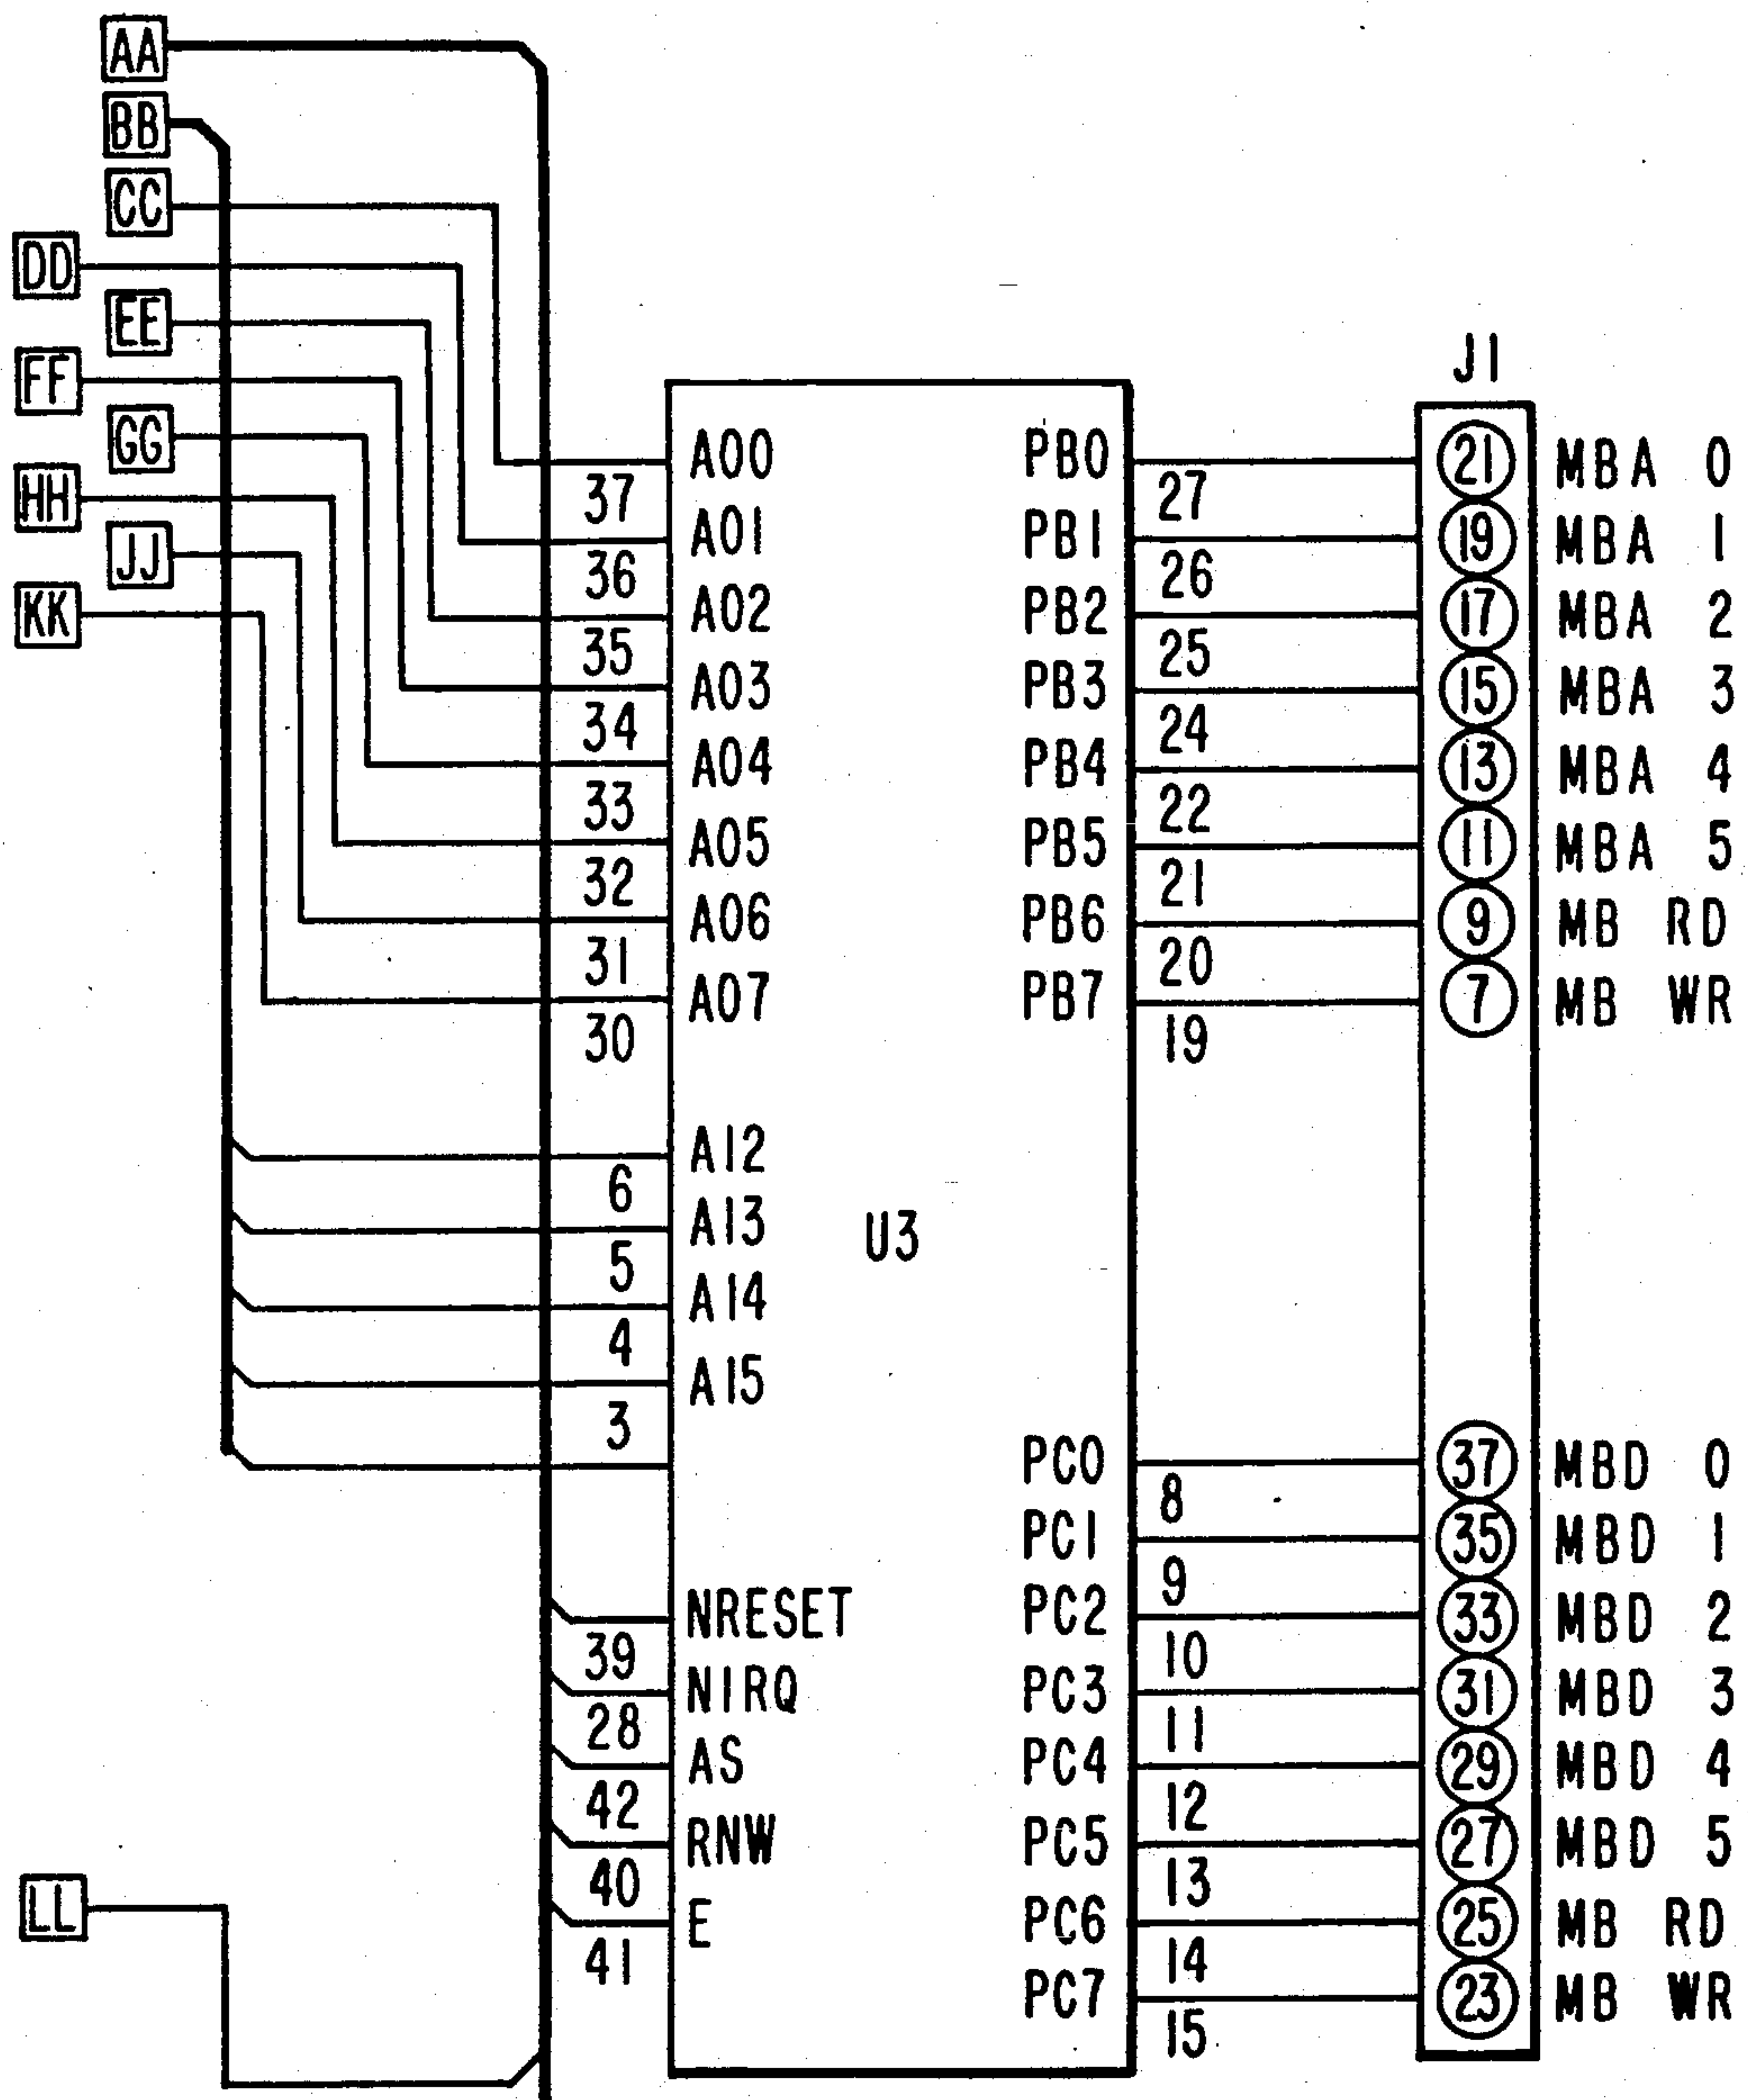 AA
BB
CC
DD
EE
FF
GG
HH
JJ
KK
LL
J1
U3
A00 PB0 21 MBA 0
37 27
A01 PB1 19 MBA 1
36 26
A02 PB2 17 MBA 2
35 25
A03 PB3 15 MBA 3
34 24
A04 PB4 13 MBA 4
33 22
A05 PB5 11 MBA 5
32 21
A06 PB6 9 MB RD
31 20
A07 PB7 7 MB WR
30 19
A12
6
A13
5
A14
4
A15
3
PC0 37 MBD 0
8
PC1 35 MBD 1
9
NRESET PC2 33 MBD 2
39 10
NIRQ PC3 31 MBD 3
28 11
AS PC4 29 MBD 4
42 12
RNW PC5 27 MBD 5
40 13
E PC6 25 MB RD
41 14
PC7 23 MB WR
15